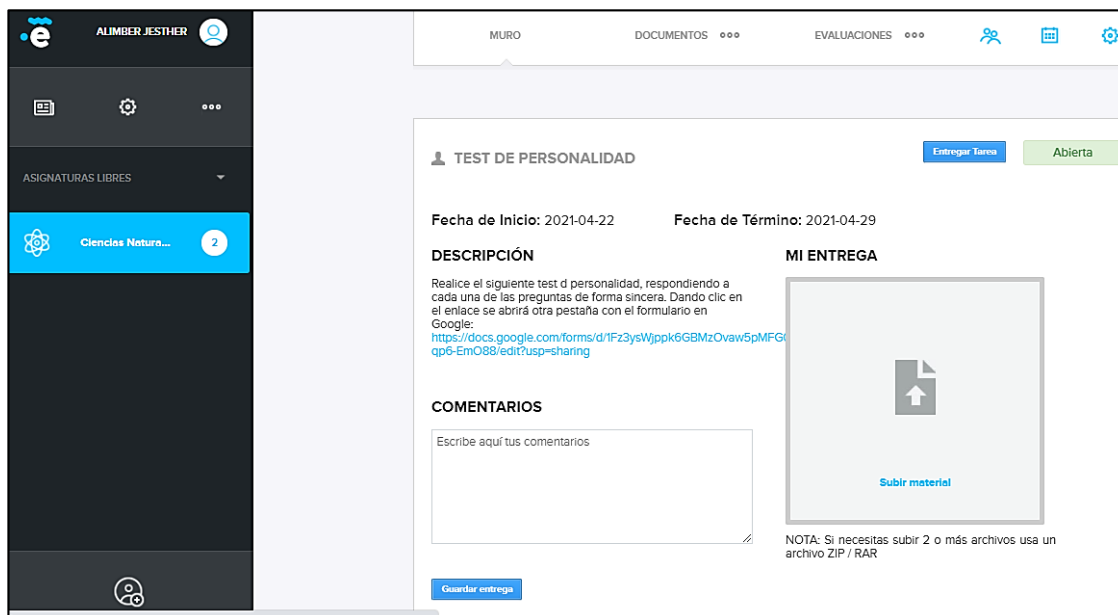 ALIMBER JESTHER
MURO
DOCUMENTOS
EVALUACIONES
ASIGNATURAS LIBRES
Ciencias Natura...
2
TEST DE PERSONALIDAD
Entregar Tarea
Abierta
Fecha de Inicio: 2021-04-22
Fecha de Término: 2021-04-29
DESCRIPCIÓN
Realice el siguiente test d personalidad, respondiendo a
cada una de las preguntas de forma sincera. Dando clic en
el enlace se abrirá otra pestaña con el formulario en
Google:
https://docs.google.com/forms/d/1Fz3ysWjppk6GBMzOvaw5pMFG
qp6-EmO88/edit?usp=sharing
MI ENTREGA
Subir material
NOTA: Si necesitas subir 2 o más archivos usa un
archivo ZIP / RAR
COMENTARIOS
Escribe aquí tus comentarios
Guardar entrega